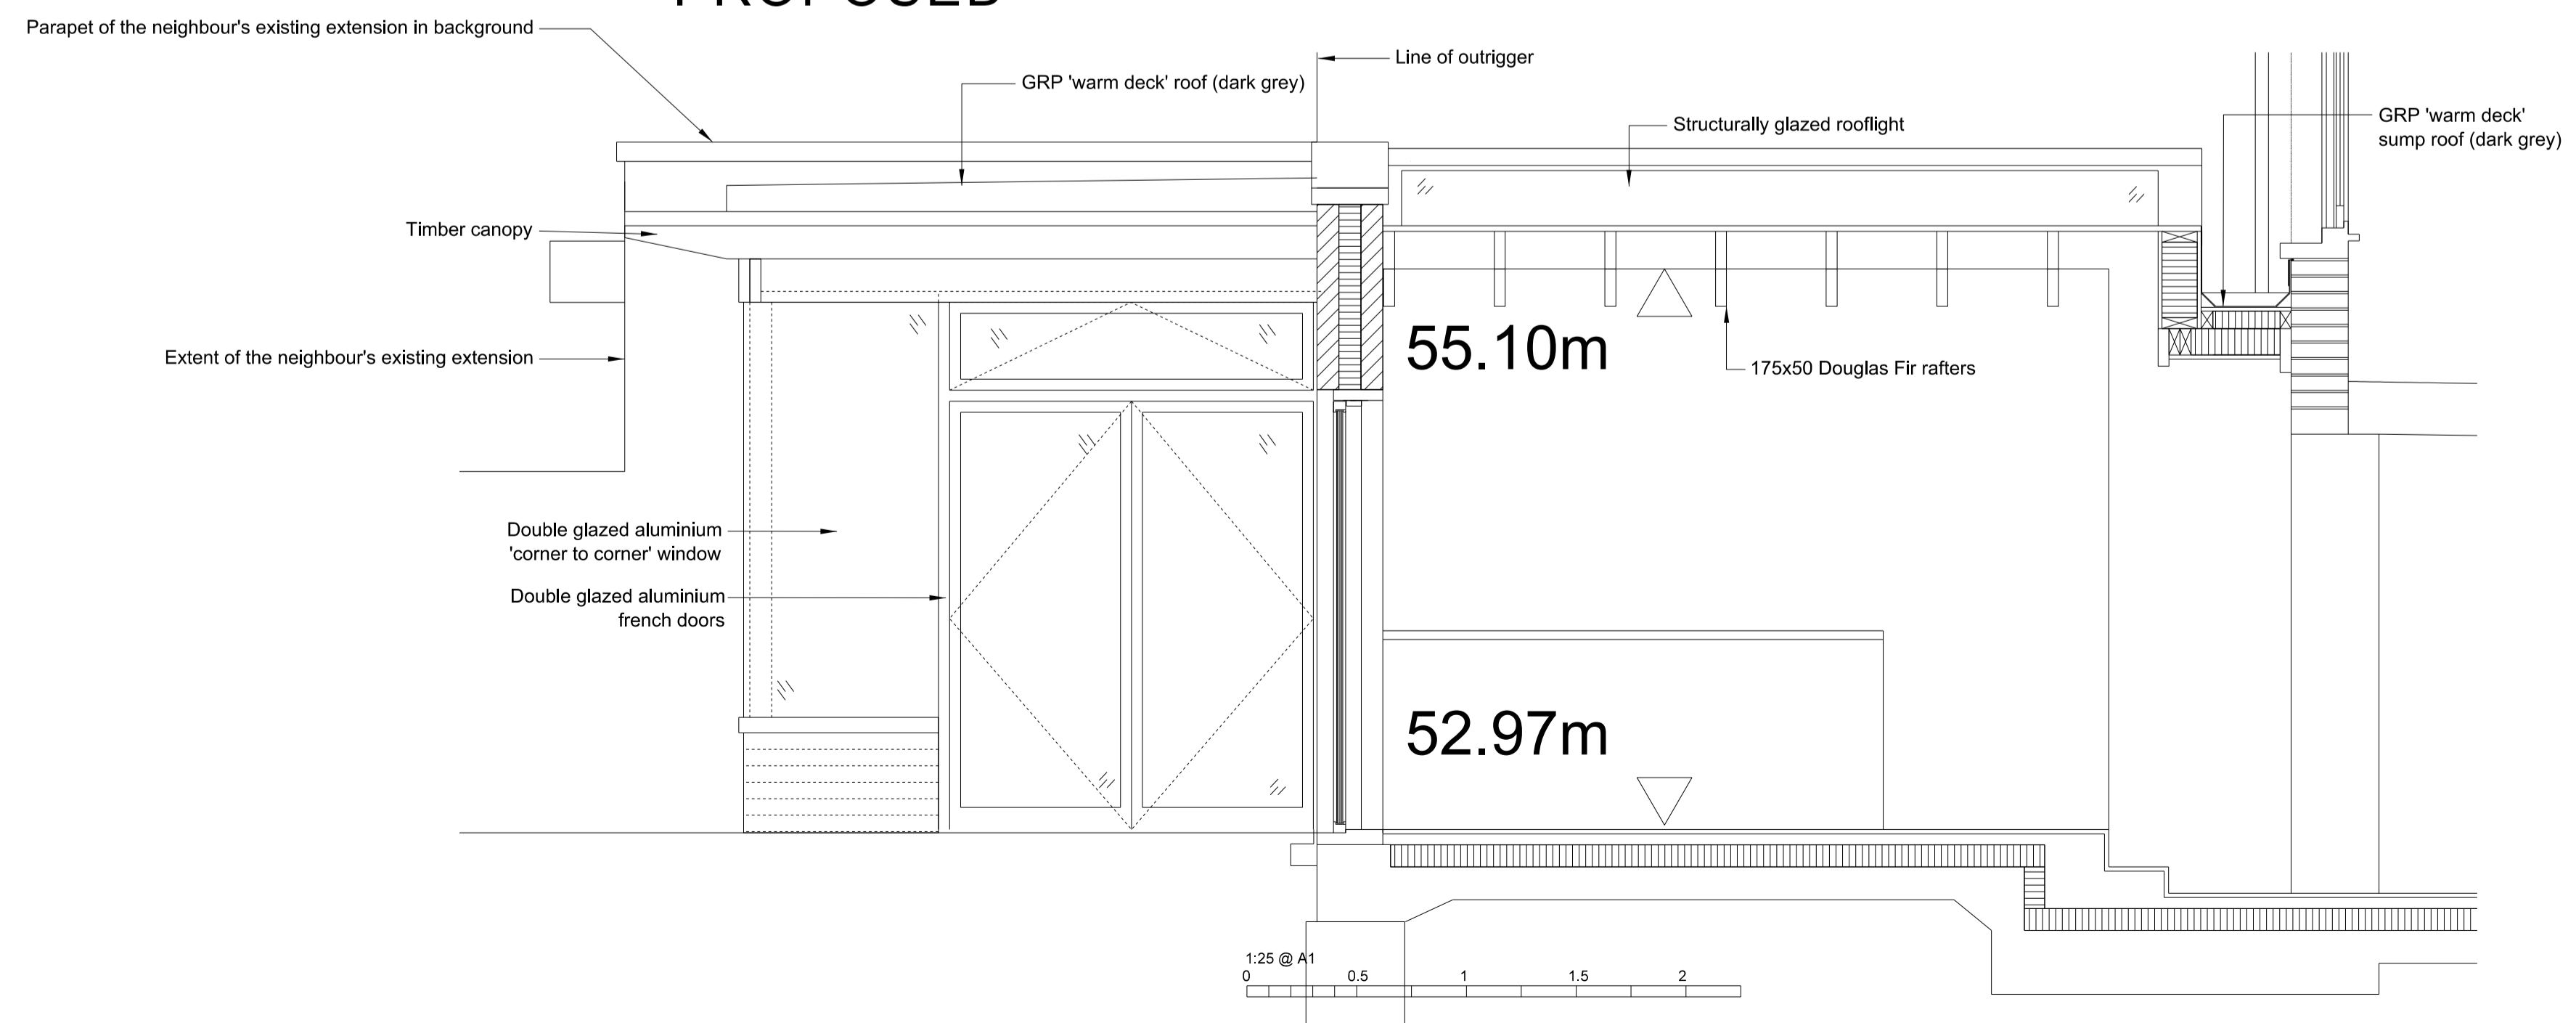 PROPOSED
Parapet of the neighbour's existing extension in background
Line of outrigger
GRP 'warm deck' roof (dark grey)
Structurally glazed rooflight
GRP 'warm deck'
sump roof (dark grey)
Timber canopy
Extent of the neighbour's existing extension
55.10m
175x50 Douglas Fir rafters
Double glazed aluminium
'corner to corner' window
Double glazed aluminium
french doors
52.97m
1:25 @ A1
0 0.5 1 1.5 2